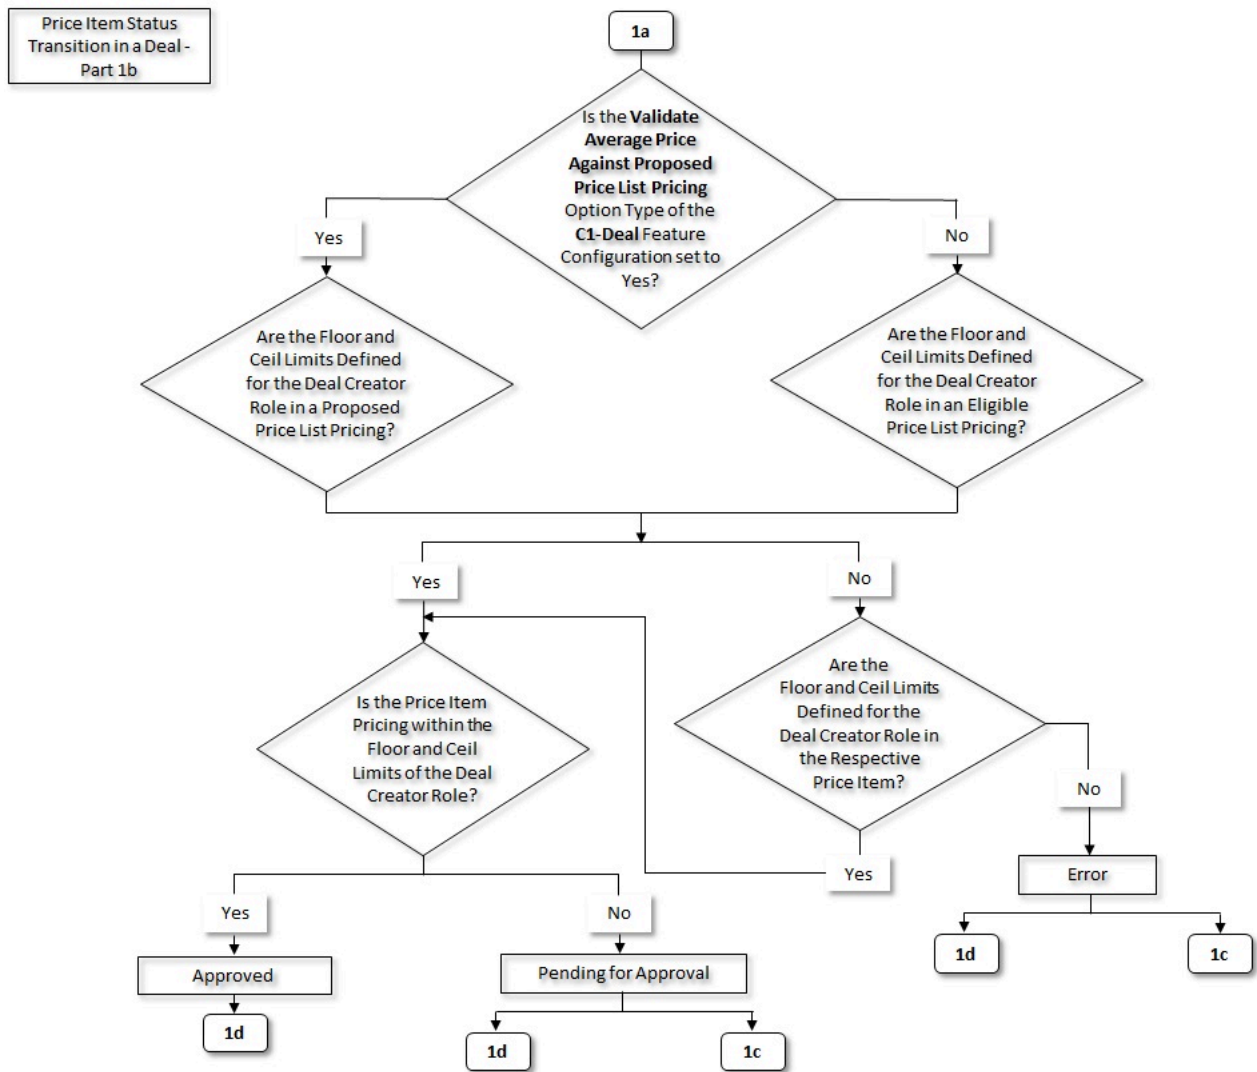 Price Item Status
Transition in a Deal -
Part 1b
1a
Is the Validate
Average Price
Against Proposed
Price List Pricing
Option Type of the
C1-Deal Feature
Configuration set to
Yes?
Yes
No
Are the Floor and
Ceil Limits Defined
for the Deal Creator
Role in a Proposed
Price List Pricing?
Are the Floor and
Ceil Limits Defined
for the Deal Creator
Role in an Eligible
Price List Pricing?
Yes
No
Is the Price Item
Pricing within the
Floor and Ceil
Limits of the Deal
Creator Role?
Are the
Floor and Ceil Limits
Defined for the
Deal Creator Role in
the Respective
Price Item?
No
Yes
Error
Yes
No
1d
1c
Approved
Pending for Approval
1d
1d
1c